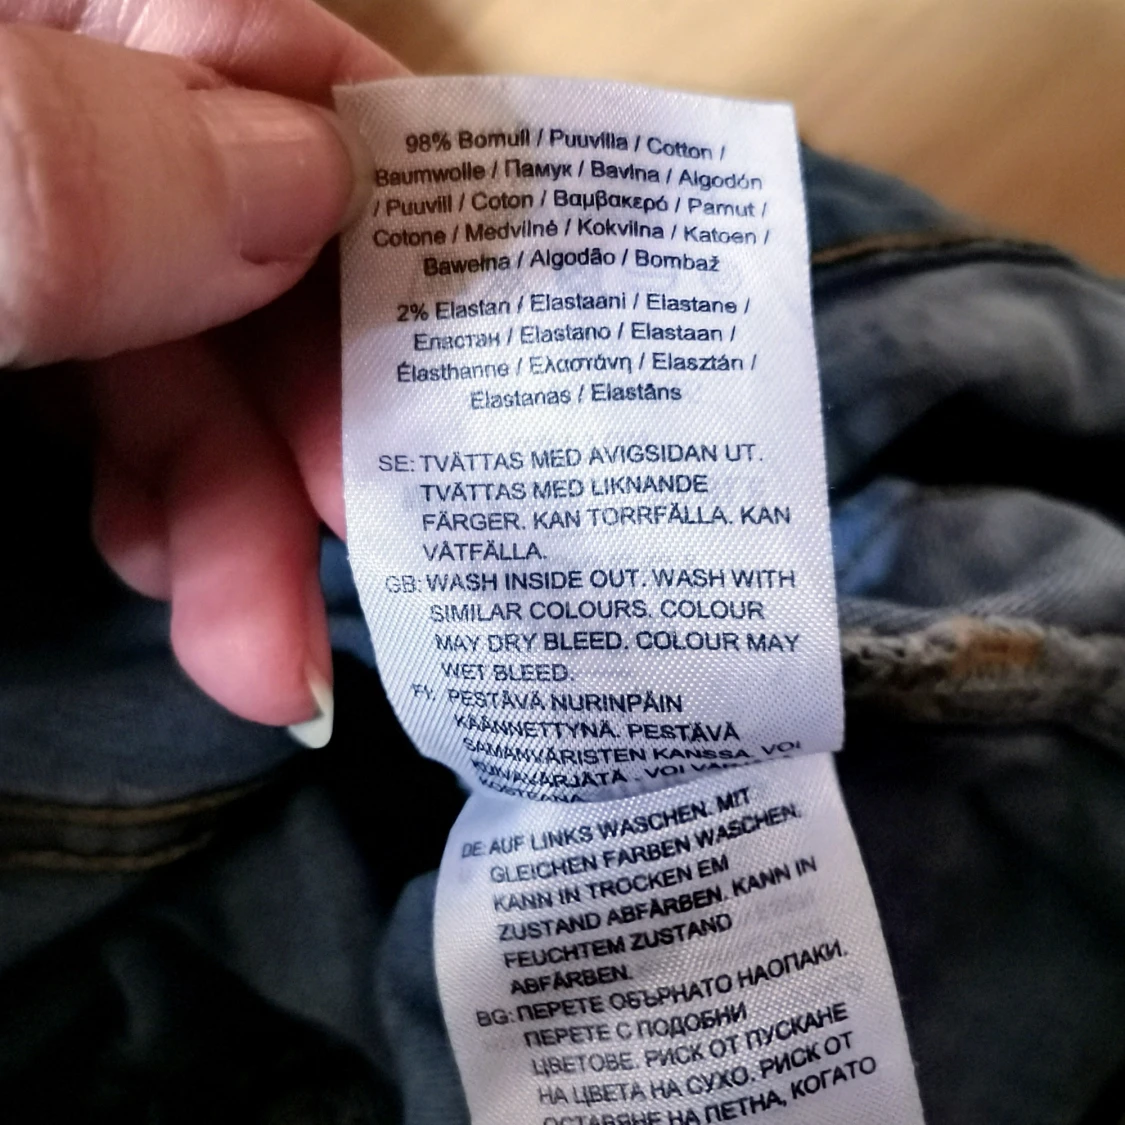 98% Bomull / Puuvilla / Cotton /
Baumwolle / Памук / Bavlna / Algodón
/ Puuvill / Coton / Βαμβακερό / Pamut /
Cotone / Medvilnė / Kokvilna / Katoen /
Bawełna / Algodão / Bombaž
2% Elastan / Elastaani / Elastane /
Еластан / Elastano / Elastaan /
Élasthanne / Ελαστάνη / Elasztán /
Elastanas / Elastāns
SE: TVÄTTAS MED AVIGSIDAN UT.
TVÄTTAS MED LIKNANDE
FÄRGER. KAN TORRFÄLLA. KAN
VÅTFÄLLA.
GB: WASH INSIDE OUT. WASH WITH
SIMILAR COLOURS. COLOUR
MAY DRY BLEED. COLOUR MAY
WET BLEED.
FI: PESTÄVÄ NURINPÄIN
KÄÄNNETTYNÄ. PESTÄVÄ
SAMANVÄRISTEN KANSSA. VOI
KUIVAVÄRJÄTÄ. VOI
KOSTEANA
DE: AUF LINKS WASCHEN. MIT
GLEICHEN FARBEN WASCHEN.
KANN IN TROCKEN EM
ZUSTAND ABFÄRBEN. KANN IN
FEUCHTEM ZUSTAND
ABFÄRBEN.
BG: ПЕРЕТЕ ОБЪРНАТО НАОПАКИ.
ПЕРЕТЕ С ПОДОБНИ
ЦВЕТОВЕ. РИСК ОТ ПУСКАНЕ
НА ЦВЕТА НА СУХО. РИСК ОТ
ОСТАВЯНЕ НА ПЕТНА, КОГАТО